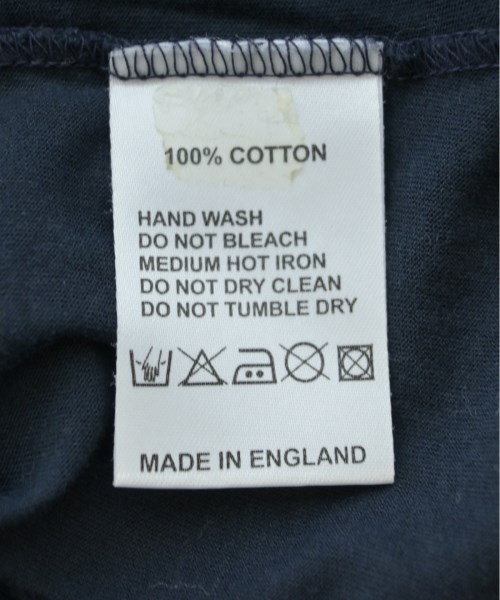 100% COTTON
HAND WASH
DO NOT BLEACH
MEDIUM HOT IRON
DO NOT DRY CLEAN
DO NOT TUMBLE DRY
MADE IN ENGLAND